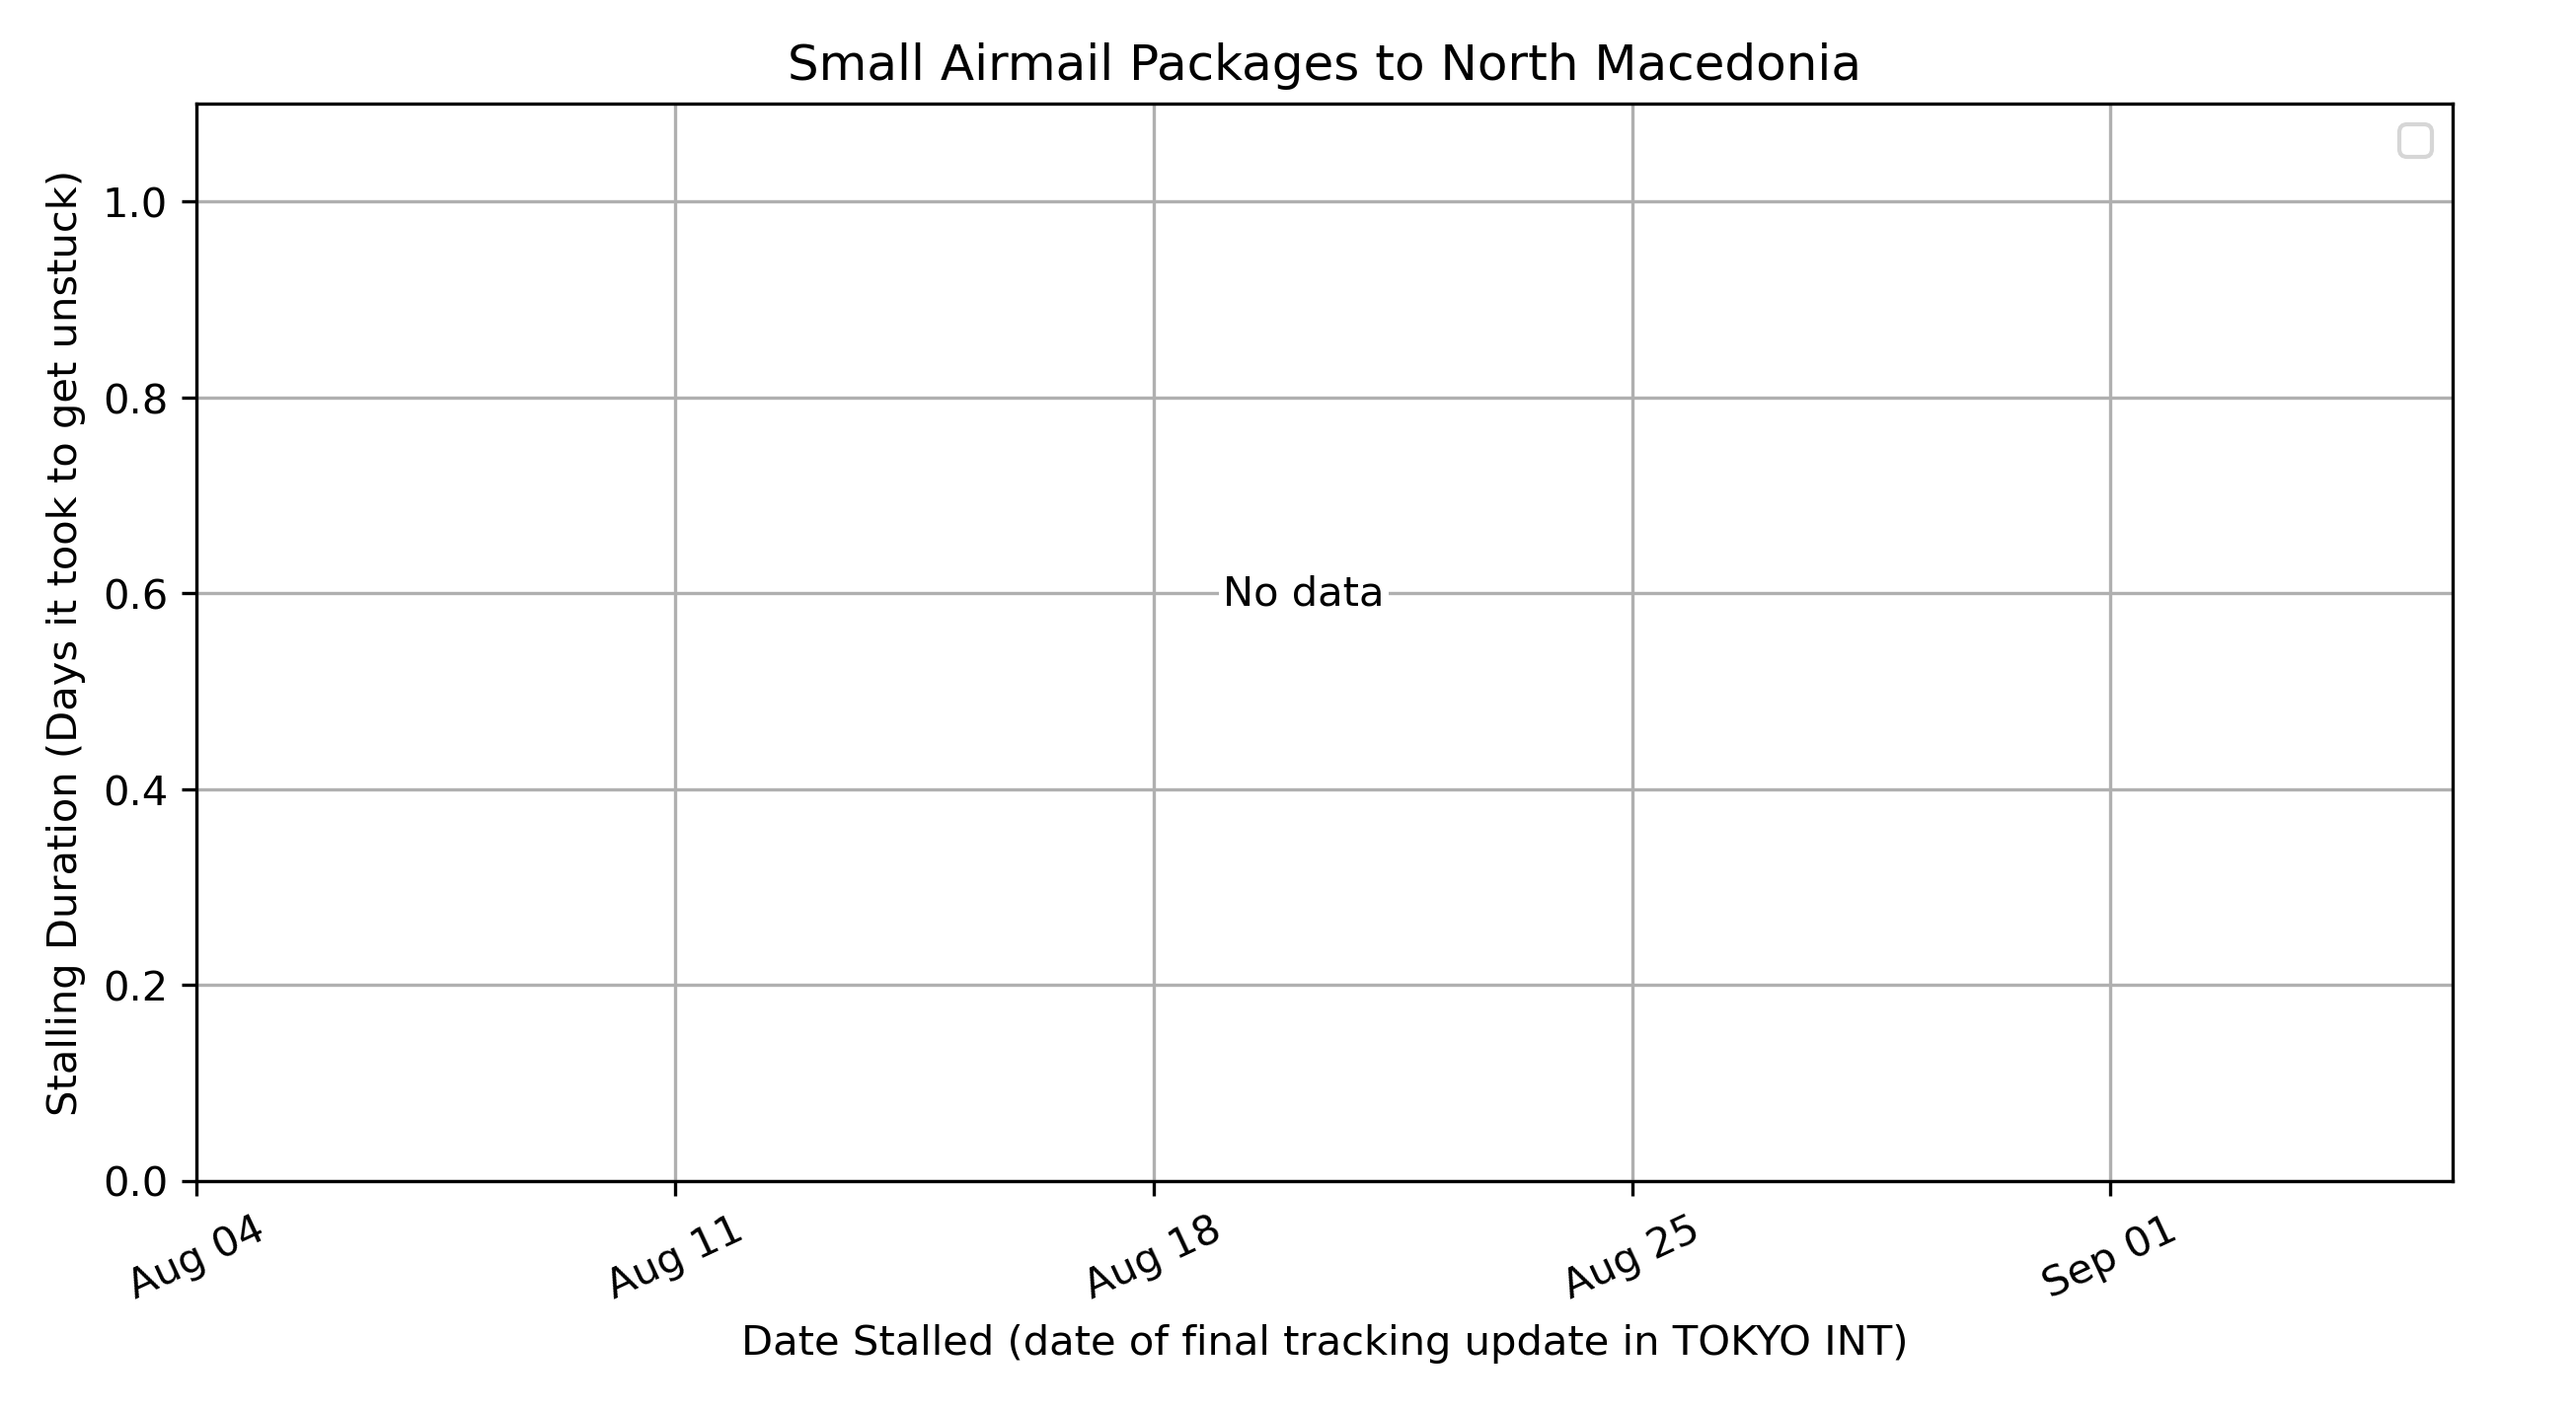 Small Airmail Packages to North Macedonia
Stalling Duration (Days it took to get unstuck)
1.0
0.8
0.6
0.4
0.2
0.0
No data
Aug 04
Aug 11
Aug 18
Aug 25
Sep 01
Date Stalled (date of final tracking update in TOKYO INT)